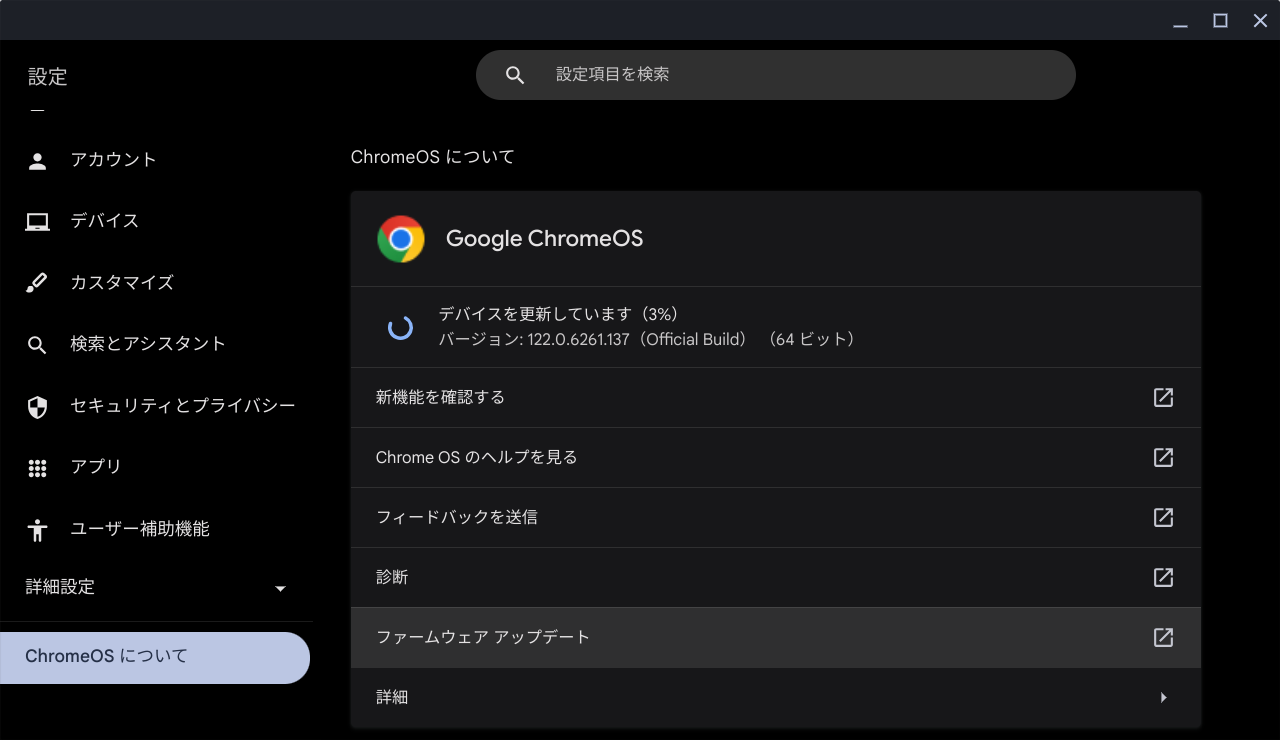 設定
設定項目を検索
アカウント
デバイス
カスタマイズ
検索とアシスタント
セキュリティとプライバシー
アプリ
ユーザー補助機能
詳細設定
ChromeOS について
ChromeOS について
Google ChromeOS
デバイスを更新しています（3%）
バージョン: 122.0.6261.137（Official Build） （64 ビット）
新機能を確認する
Chrome OS のヘルプを見る
フィードバックを送信
診断
ファームウェア アップデート
詳細